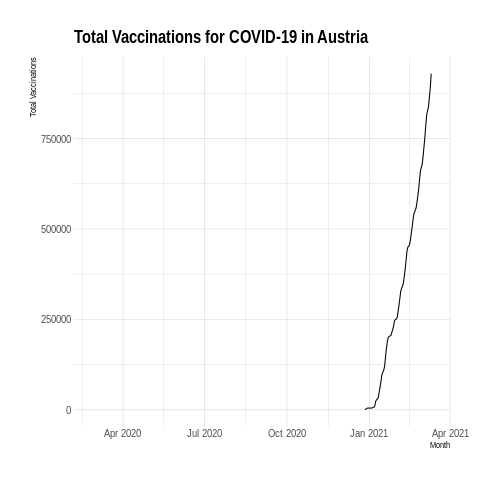 Total Vaccinations for COVID-19 in Austria
Total Vaccinations
750000
500000
250000
0
Apr 2020 Jul 2020 Oct 2020 Jan 2021 Apr 2021
Month